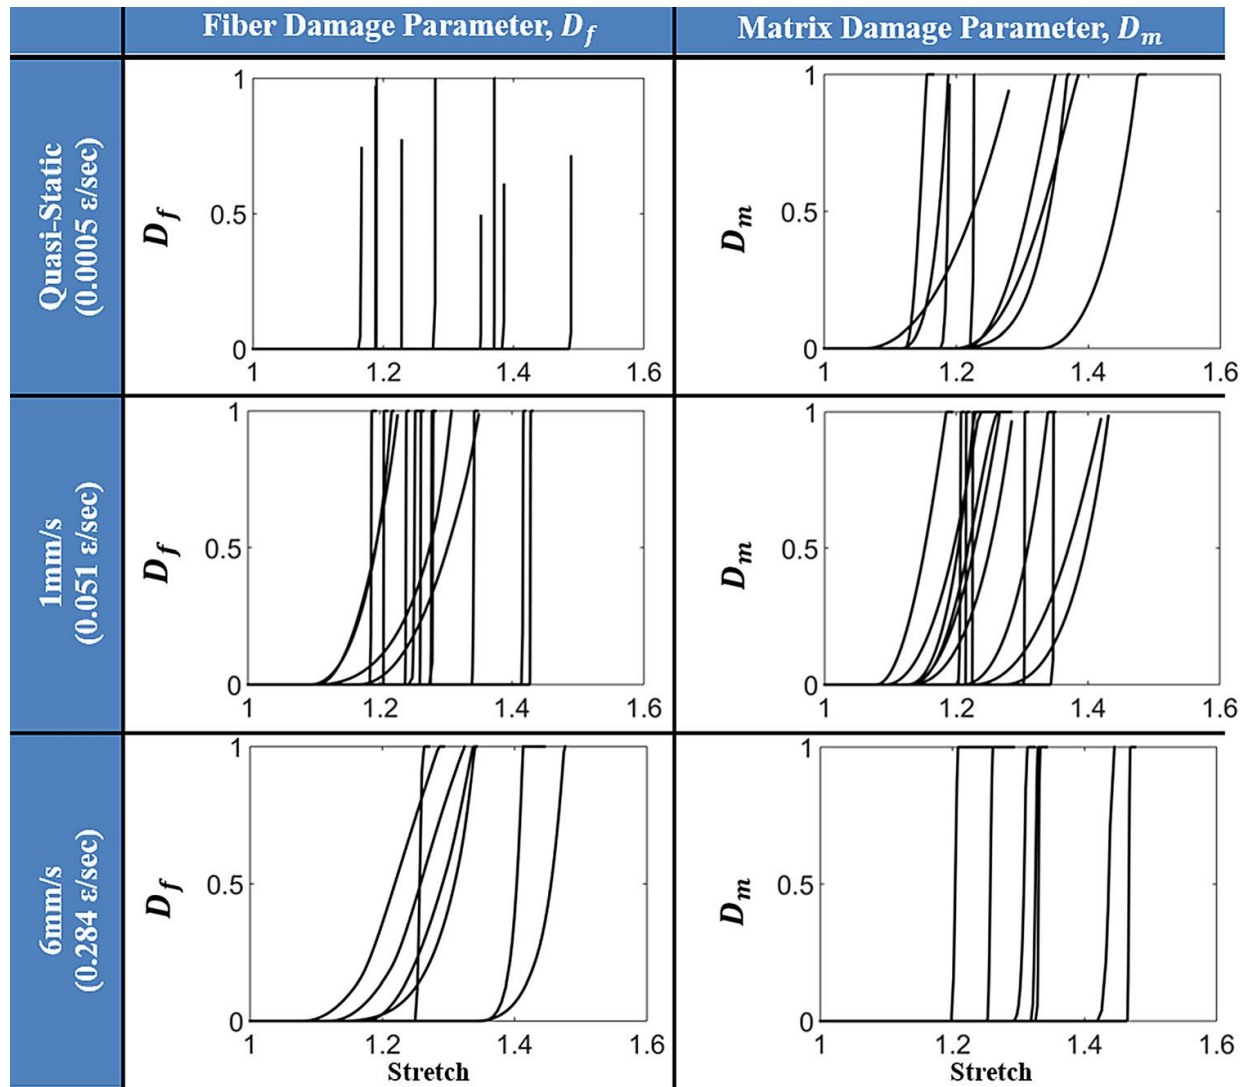 Fiber Damage Parameter, D_f
Matrix Damage Parameter, D_m
Quasi-Static
(0.0005 ε/sec)
D_f
1
0.5
0
1
1.2
1.4
1.6
D_m
1
0.5
0
1
1.2
1.4
1.6
1mm/s
(0.051 ε/sec)
D_f
1
0.5
0
1
1.2
1.4
1.6
D_m
1
0.5
0
1
1.2
1.4
1.6
6mm/s
(0.284 ε/sec)
D_f
1
0.5
0
1
1.2
1.4
1.6
Stretch
D_m
1
0.5
0
1
1.2
1.4
1.6
Stretch